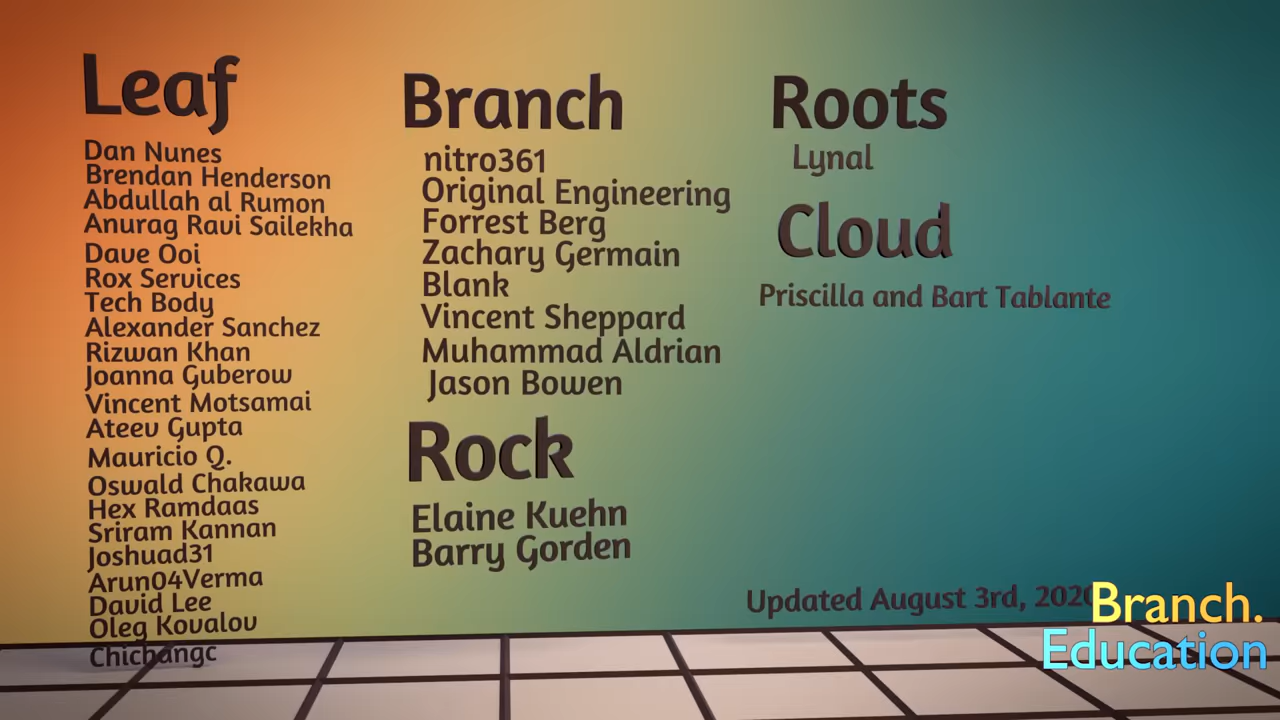 Leaf
Dan Nunes
Brendan Henderson
Abdullah al Rumon
Anurag Ravi Sailekha
Dave Ooi
Rox Services
Tech Body
Alexander Sanchez
Rizwan Khan
Joanna Guberow
Vincent Motsamai
Ateev Gupta
Mauricio Q.
Oswald Chakawa
Hex Ramdaas
Sriram Kannan
Joshuad31
Arun04Verma
David Lee
Oleg Kovalov
Chichangc
Branch
nitro361
Original Engineering
Forrest Berg
Zachary Germain
Blank
Vincent Sheppard
Muhammad Aldrian
Jason Bowen
Rock
Elaine Kuehn
Barry Gorden
Roots
Lynal
Cloud
Priscilla and Bart Tablante
Updated August 3rd, 2020
Branch.
Education